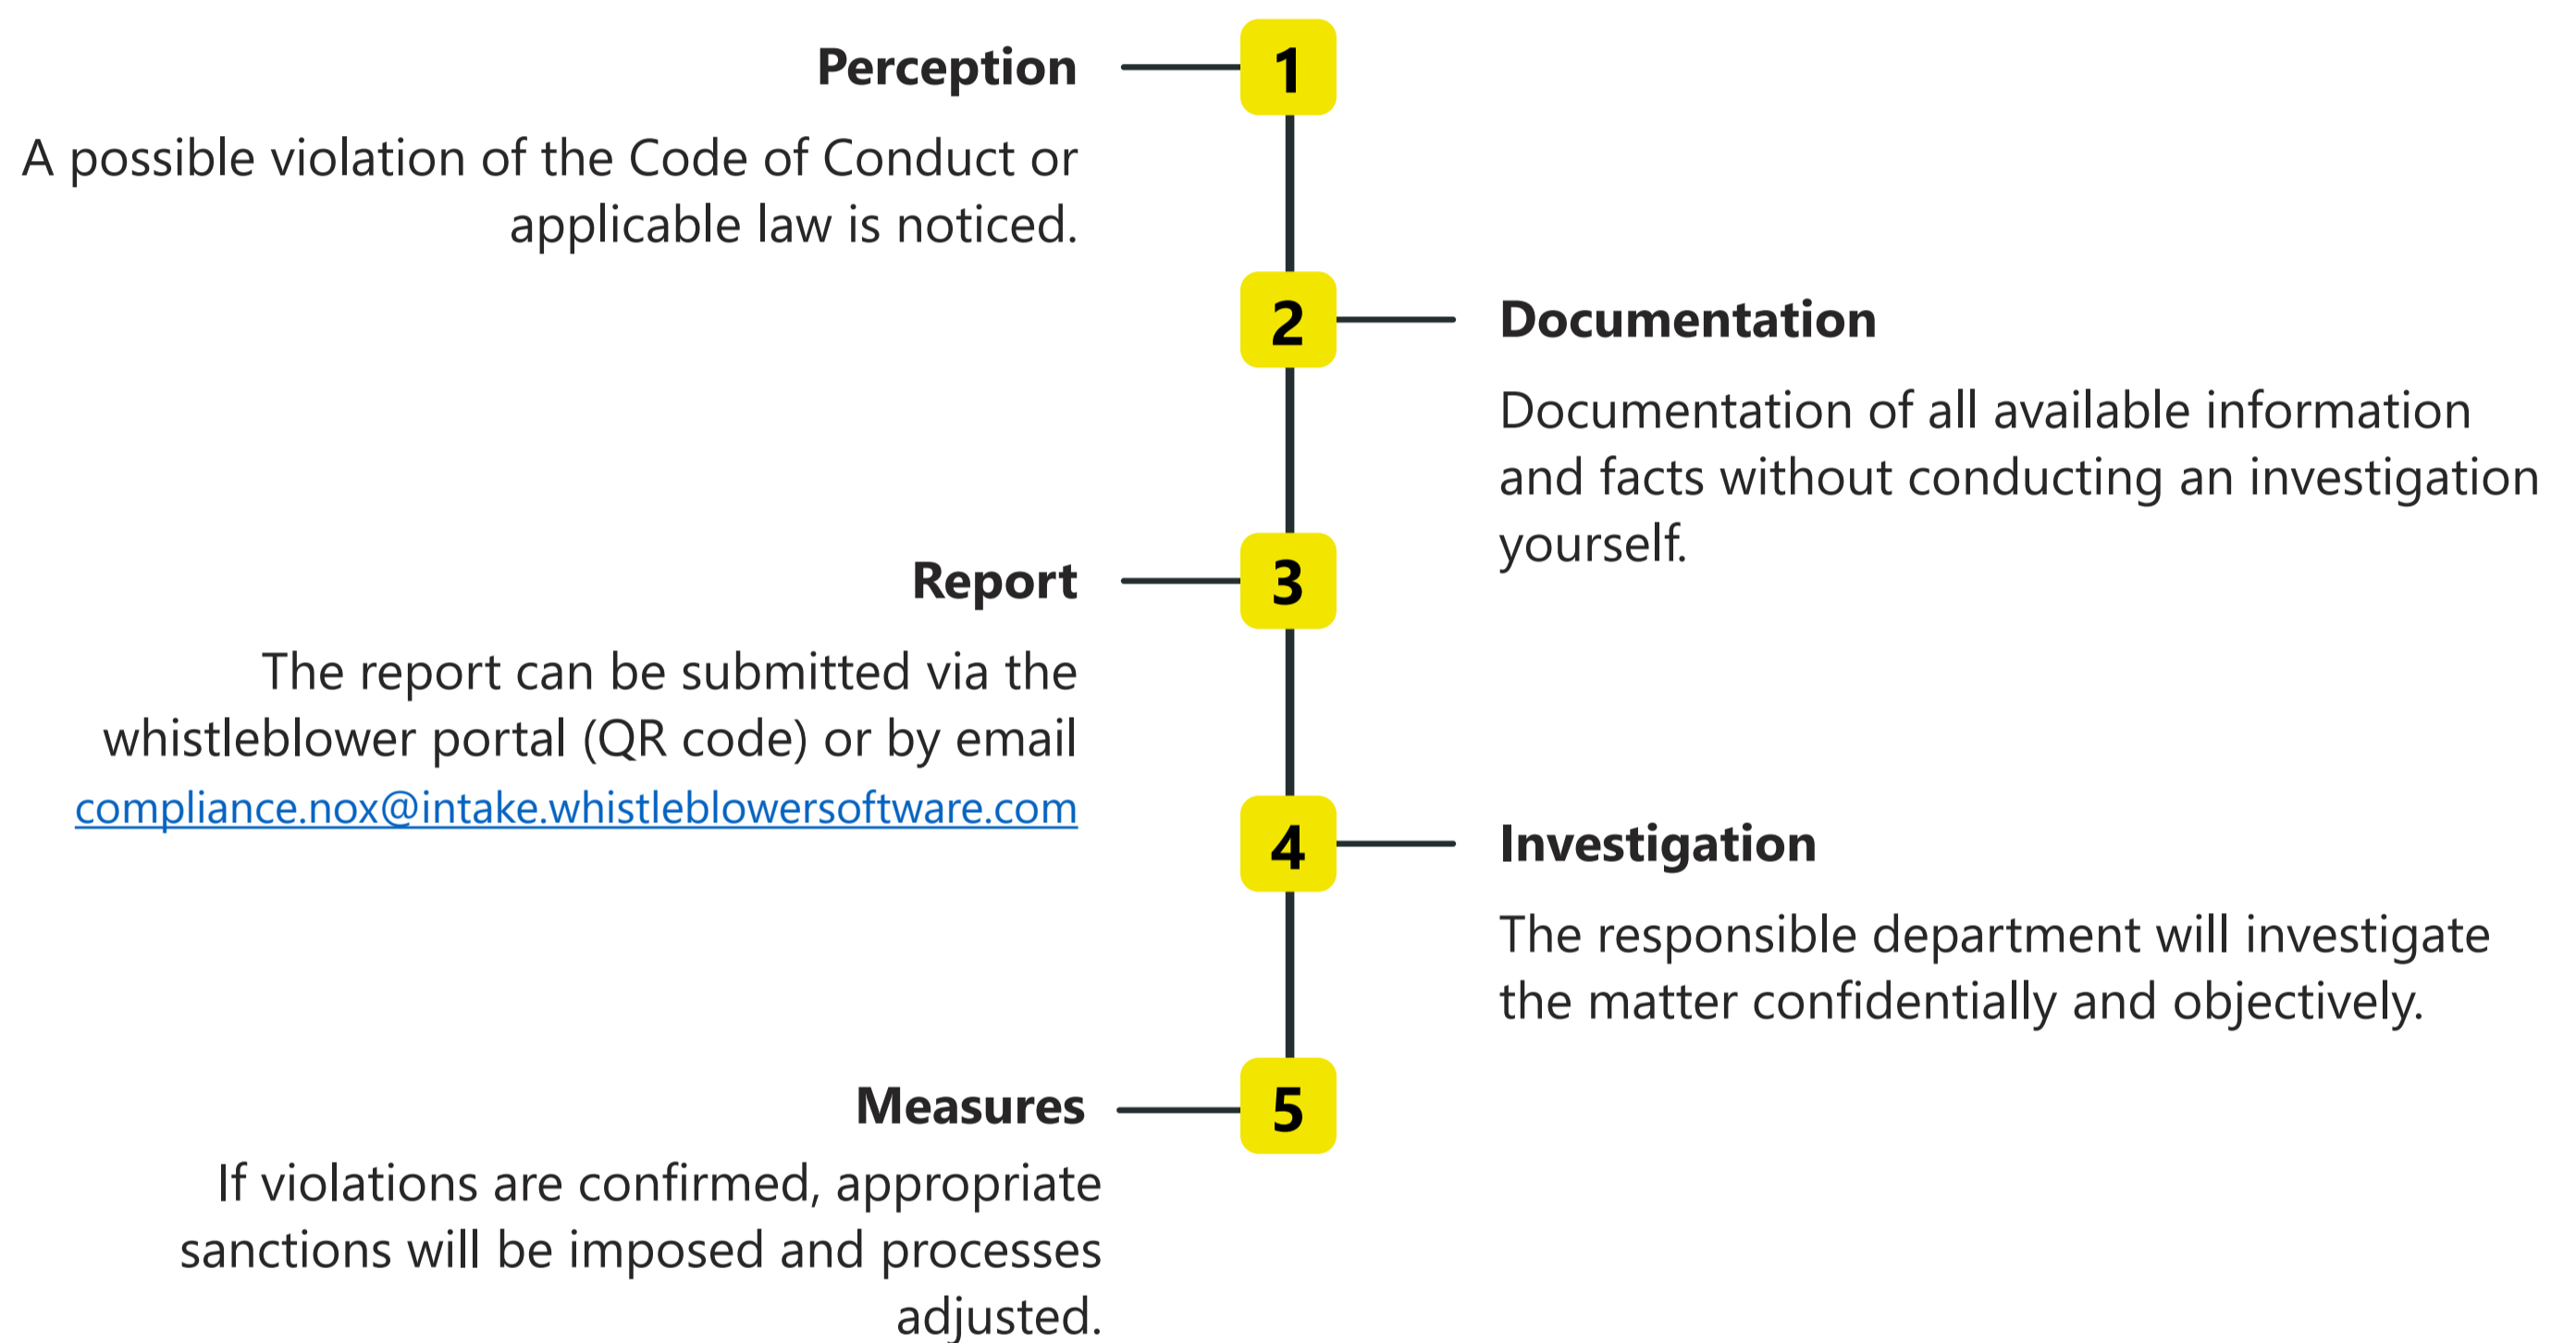 Perception
1
A possible violation of the Code of Conduct or
applicable law is noticed.
2
Documentation
Documentation of all available information
and facts without conducting an investigation
yourself.
Report
3
The report can be submitted via the
whistleblower portal (QR code) or by email
compliance.nox@intake.whistleblowersoftware.com
4
Investigation
The responsible department will investigate
the matter confidentially and objectively.
Measures
5
If violations are confirmed, appropriate
sanctions will be imposed and processes
adjusted.